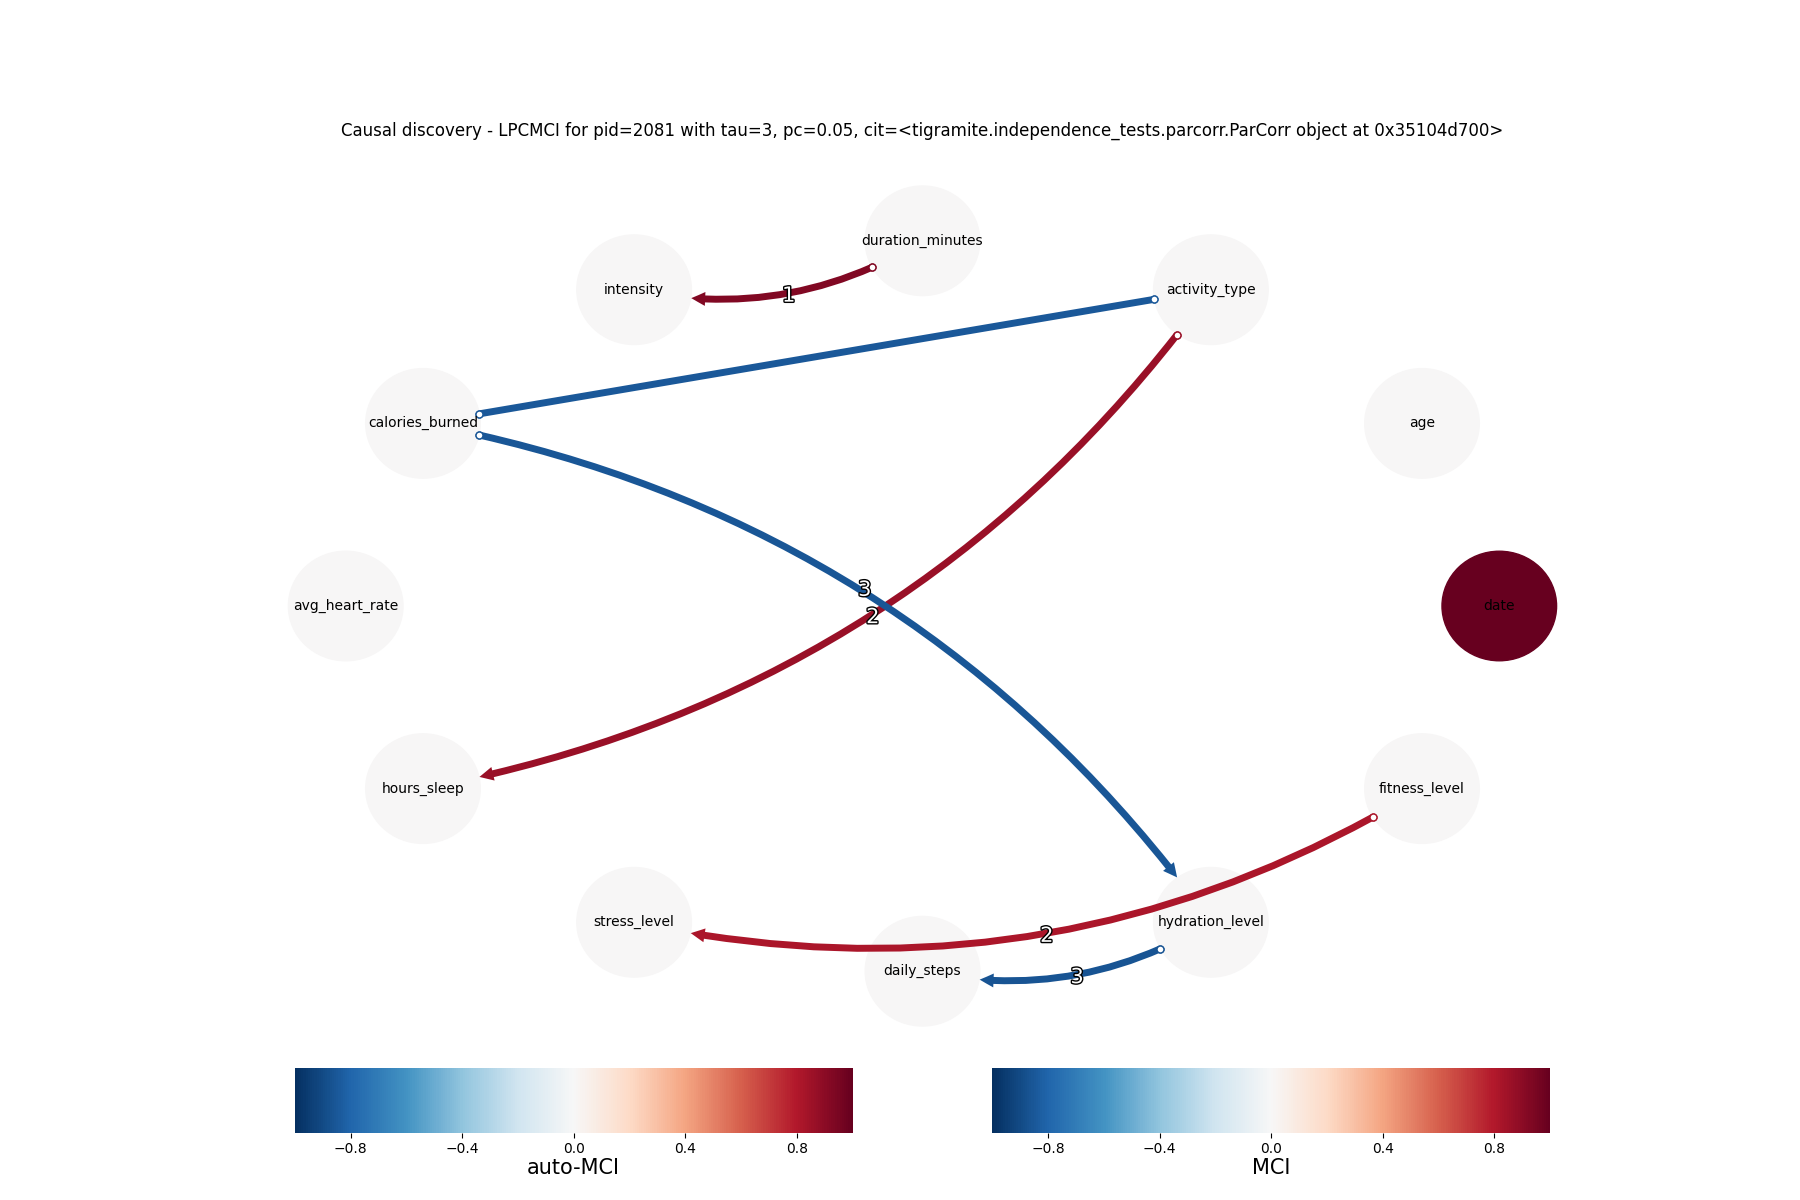 Causal discovery - LPCMCI for pid=2081 with tau=3, pc=0.05, cit=<tigramite.independence_tests.parcorr.ParCorr object at 0x35104d700>
duration_minutes
intensity
activity_type
1
calories_burned
age
3
avg_heart_rate
date
2
hours_sleep
fitness_level
stress_level
hydration_level
2
daily_steps
3
−0.8 −0.4 0.0 0.4 0.8
auto-MCI
−0.8 −0.4 0.0 0.4 0.8
MCI